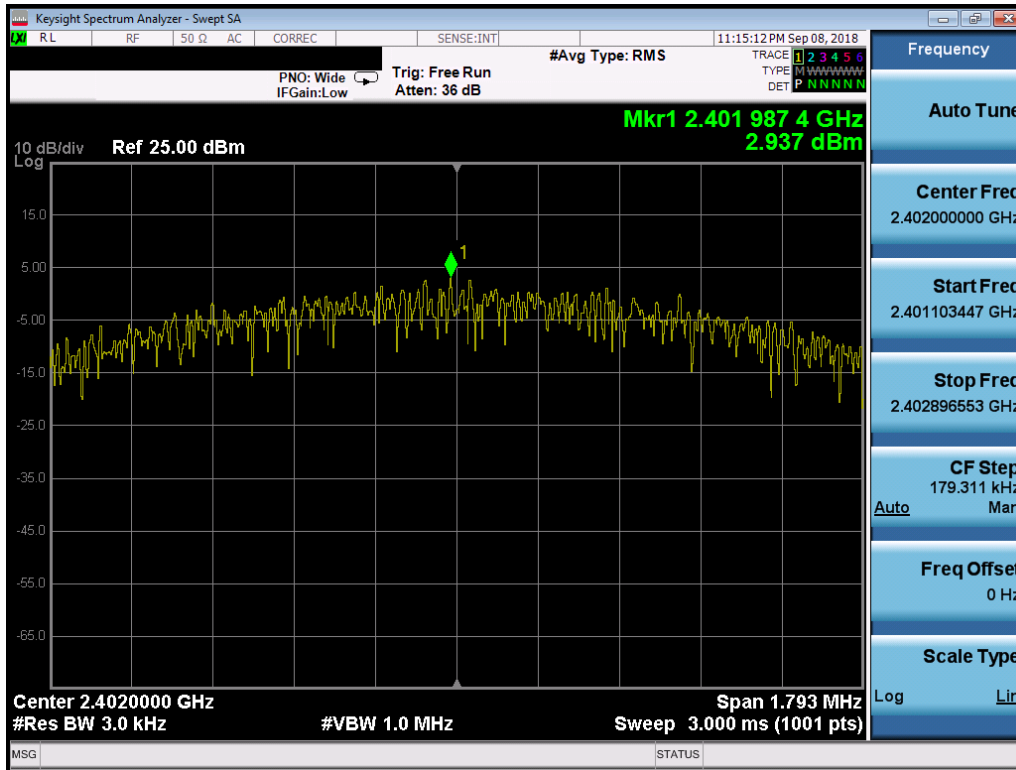 Keysight Spectrum Analyzer - Swept SA
LXI RL RF 50 Ω AC CORREC SENSE:INT 11:15:12 PM Sep 08, 2018
#Avg Type: RMS
TRACE 1 2 3 4 5 6
PNO: Wide Trig: Free Run
TYPE M W W W W W
IFGain:Low Atten: 36 dB
DET P N N N N N
Mkr1 2.401 987 4 GHz
2.937 dBm
10 dB/div Ref 25.00 dBm
Log
15.0
5.00
1
-5.00
-15.0
-25.0
-35.0
-45.0
-55.0
-65.0
Center 2.4020000 GHz Span 1.793 MHz
#Res BW 3.0 kHz #VBW 1.0 MHz Sweep 3.000 ms (1001 pts)
MSG STATUS
Frequency
Auto Tune
Center Freq
2.402000000 GHz
Start Freq
2.401103447 GHz
Stop Freq
2.402896553 GHz
CF Step
179.311 kHz
Auto Man
Freq Offset
0 Hz
Scale Type
Log Lin